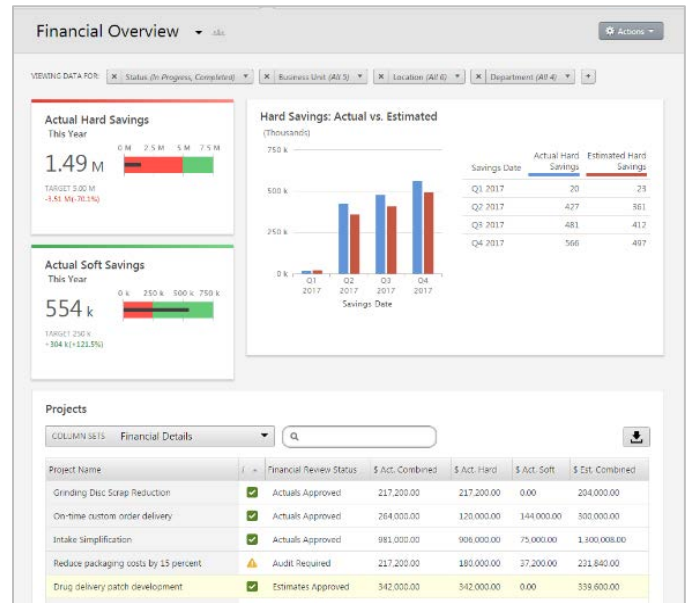 Financial Overview
Actions
VIEWING DATA FOR:
× Status (In Progress, Completed)
× Business Unit (All 5)
× Location (All 6)
× Department (All 4)
+
Actual Hard Savings
This Year
0 M 2.5 M 5 M 7.5 M
1.49 M
TARGET 5.00 M
-3.51 M(-70.1%)
Hard Savings: Actual vs. Estimated
(Thousands)
750 k
500 k
250 k
0 k
Q1 2017
Q2 2017
Q3 2017
Q4 2017
Savings Date
Savings Date Actual Hard Savings Estimated Hard Savings
Q1 2017 20 23
Q2 2017 427 361
Q3 2017 481 412
Q4 2017 566 497
Actual Soft Savings
This Year
0 k 250 k 500 k 750 k
554 k
TARGET 250 k
+304 k(+121.5%)
Projects
COLUMN SETS Financial Details
Project Name Financial Review Status $ Act. Combined $ Act. Hard $ Act. Soft $ Est. Combined
Grinding Disc Scrap Reduction Actuals Approved 217,200.00 217,200.00 0.00 204,000.00
On-time custom order delivery Actuals Approved 264,000.00 120,000.00 144,000.00 300,000.00
Intake Simplification Actuals Approved 981,000.00 906,000.00 75,000.00 1,300,008.00
Reduce packaging costs by 15 percent Audit Required 217,200.00 180,000.00 37,200.00 231,840.00
Drug delivery patch development Estimates Approved 342,000.00 342,000.00 0.00 339,600.00